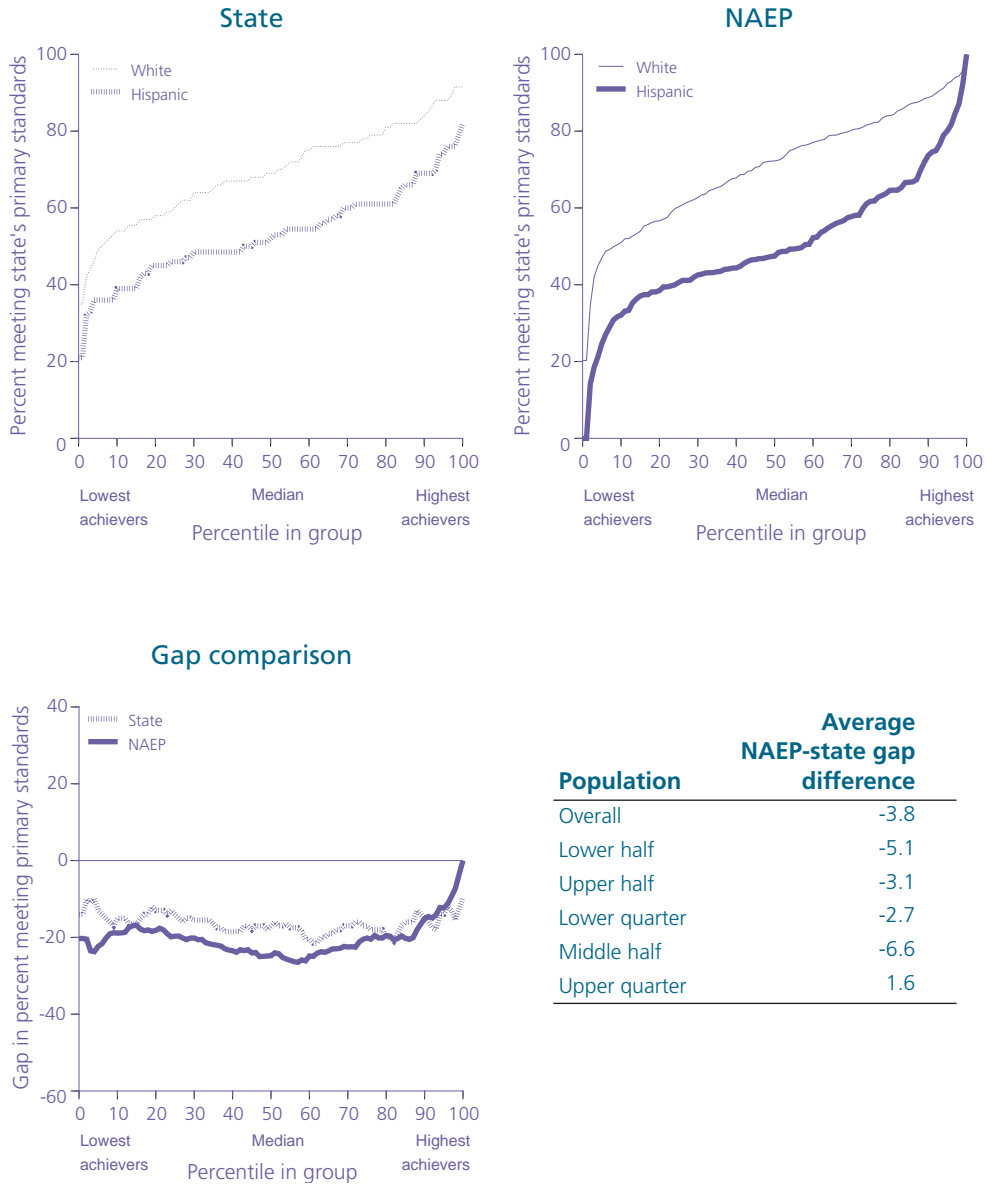 State
Percent meeting state's primary standards
100
80
60
40
20
0
White
Hispanic
0 10 20 30 40 50 60 70 80 90 100
Lowest achievers
Median
Highest achievers
Percentile in group
NAEP
Percent meeting state's primary standards
100
80
60
40
20
0
White
Hispanic
0 10 20 30 40 50 60 70 80 90 100
Lowest achievers
Median
Highest achievers
Percentile in group
Gap comparison
Gap in percent meeting primary standards
40
20
0
-20
-40
-60
State
NAEP
0 10 20 30 40 50 60 70 80 90 100
Lowest achievers
Median
Highest achievers
Percentile in group
Average
NAEP-state gap
Population difference
Overall -3.8
Lower half -5.1
Upper half -3.1
Lower quarter -2.7
Middle half -6.6
Upper quarter 1.6